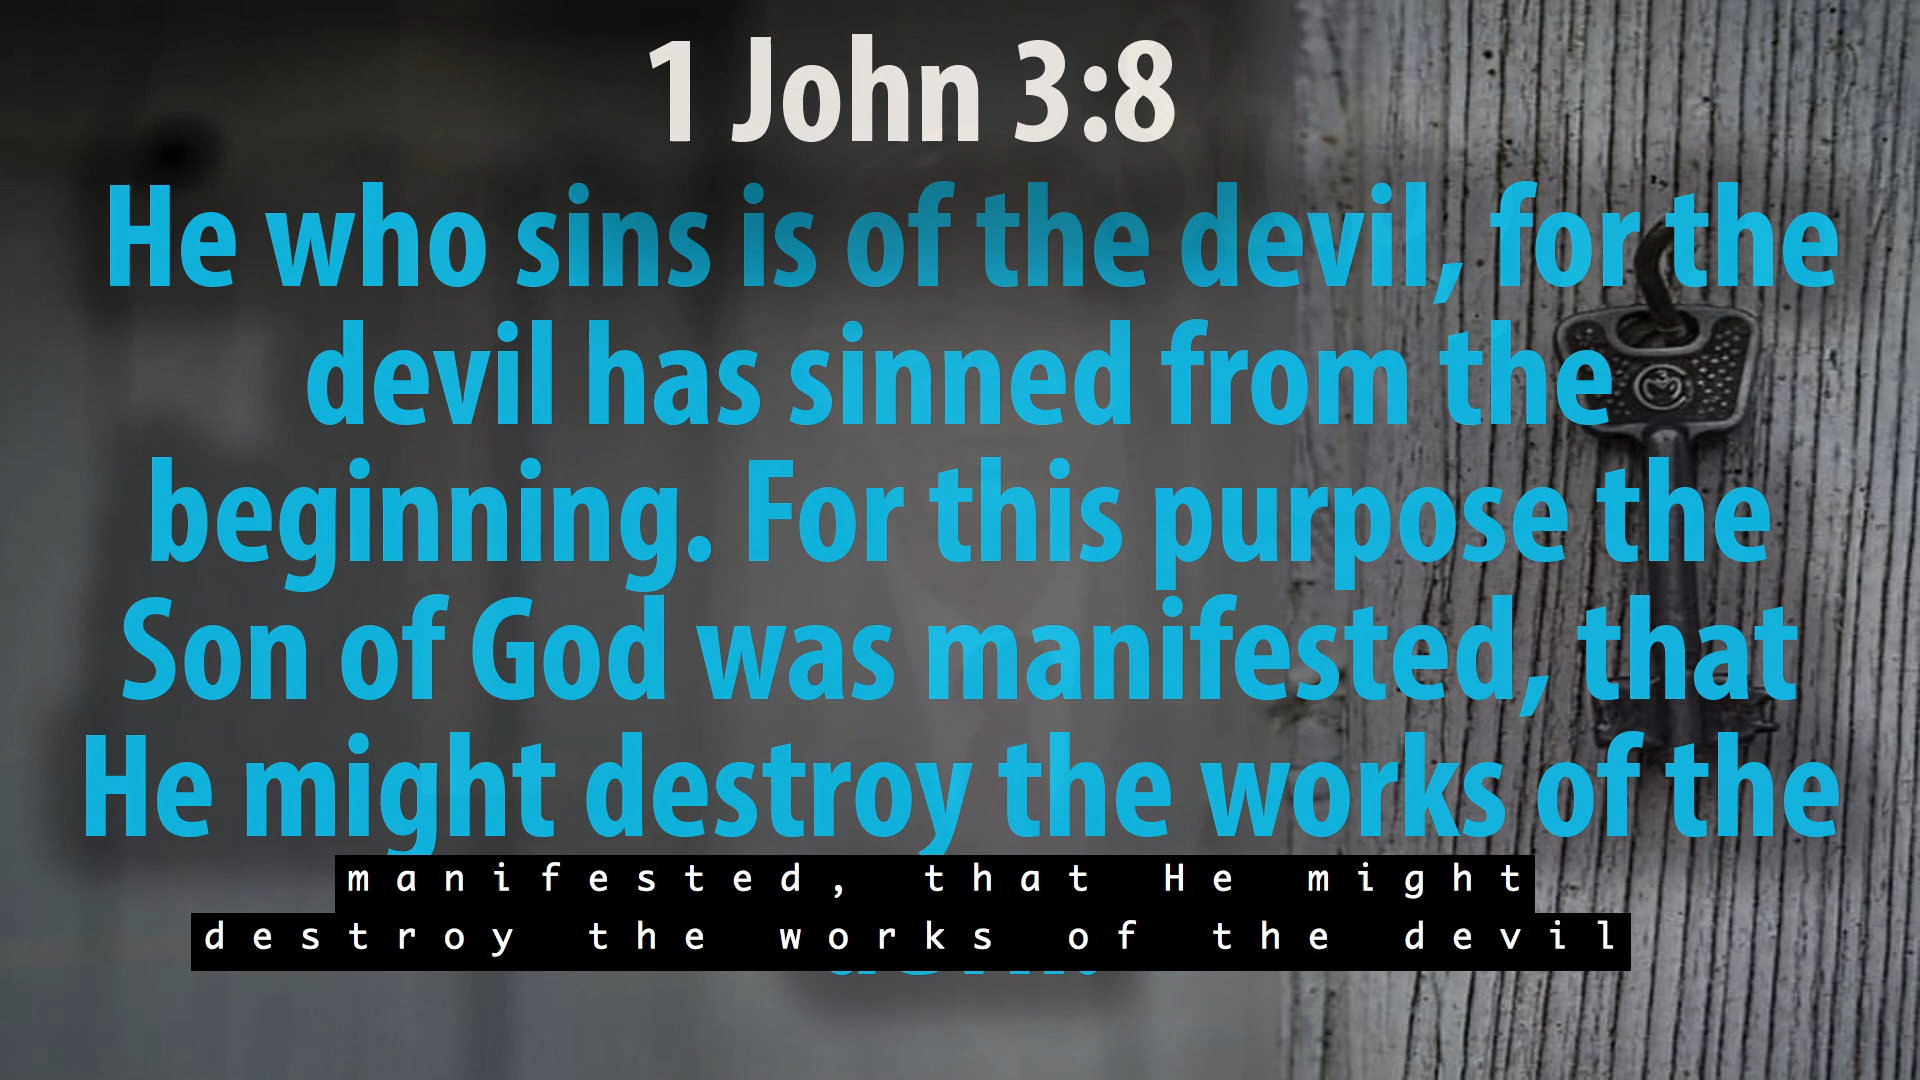 1 John 3:8
He who sins is of the devil, for the
devil has sinned from the
beginning. For this purpose the
Son of God was manifested, that
He might destroy the works of the
manifested, that He might
destroy the works of the devil